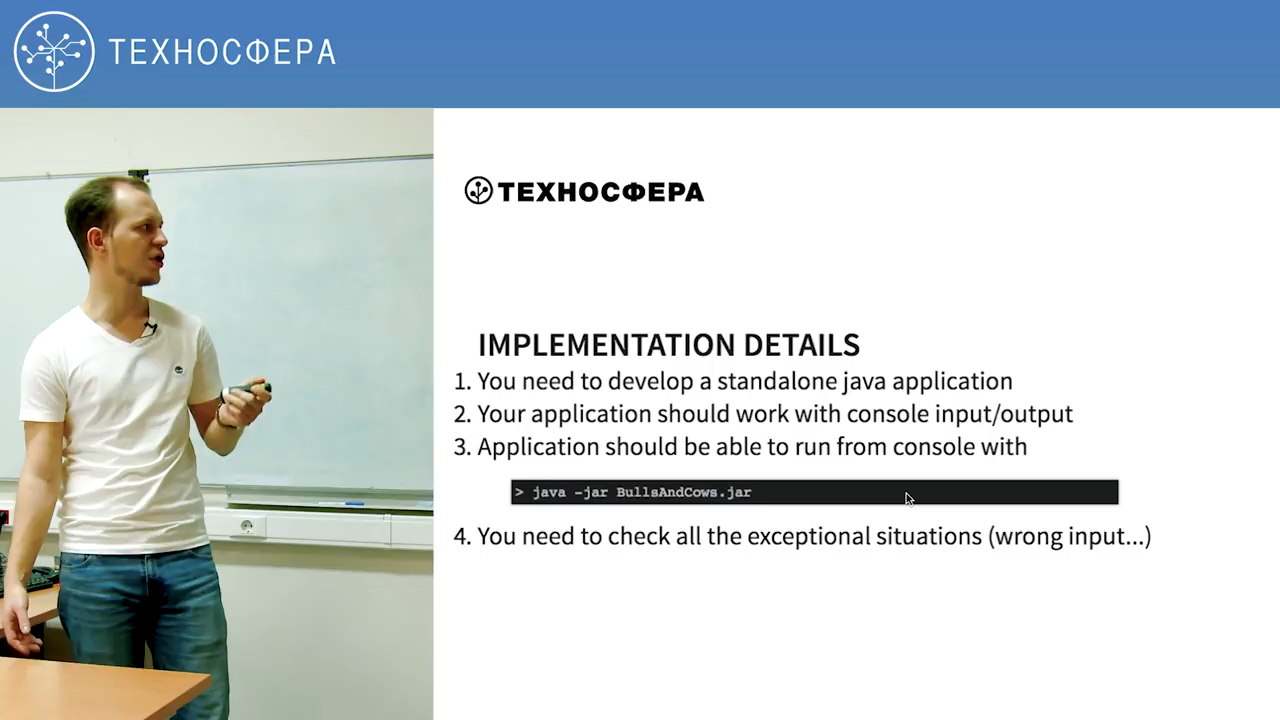 ТЕХНОСФЕРА
ТЕХНОСФЕРА
IMPLEMENTATION DETAILS
1. You need to develop a standalone java application
2. Your application should work with console input/output
3. Application should be able to run from console with
> java -jar BullsAndCows.jar
4. You need to check all the exceptional situations (wrong input...)